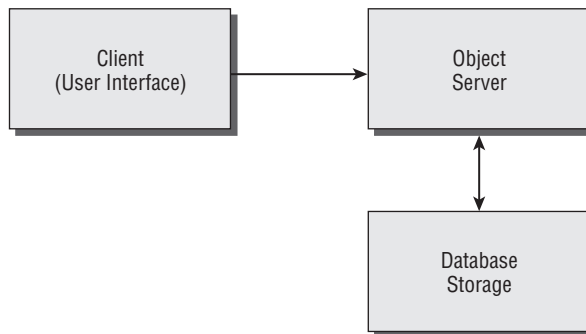 Client
(User Interface)
Object
Server
Database
Storage